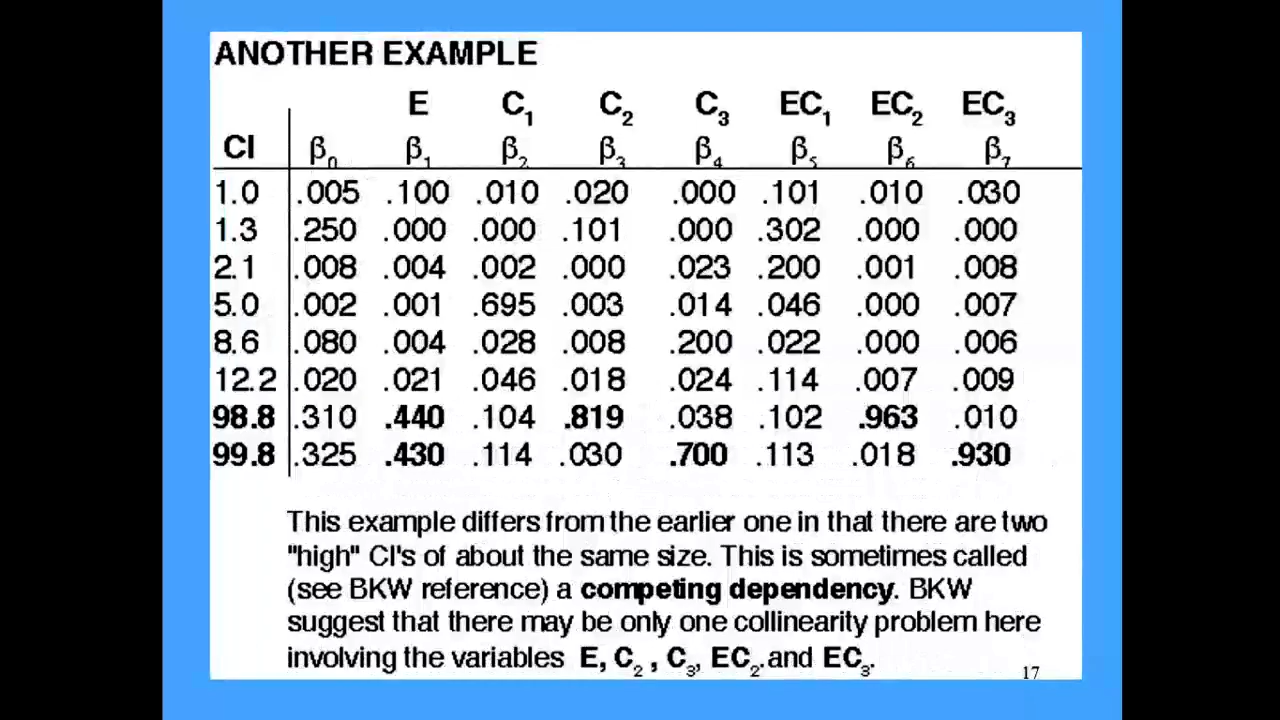 ANOTHER EXAMPLE
E C₁ C₂ C₃ EC₁ EC₂ EC₃
CI β₀ β₁ β₂ β₃ β₄ β₅ β₆ β₇
1.0 .005 .100 .010 .020 .000 .101 .010 .030
1.3 .250 .000 .000 .101 .000 .302 .000 .000
2.1 .008 .004 .002 .000 .023 .200 .001 .008
5.0 .002 .001 .695 .003 .014 .046 .000 .007
8.6 .080 .004 .028 .008 .200 .022 .000 .006
12.2 .020 .021 .046 .018 .024 .114 .007 .009
98.8 .310 .440 .104 .819 .038 .102 .963 .010
99.8 .325 .430 .114 .030 .700 .113 .018 .930
This example differs from the earlier one in that there are two
"high" CI's of about the same size. This is sometimes called
(see BKW reference) a competing dependency. BKW
suggest that there may be only one collinearity problem here
involving the variables E, C₂, C₃, EC₂.and EC₃.
17